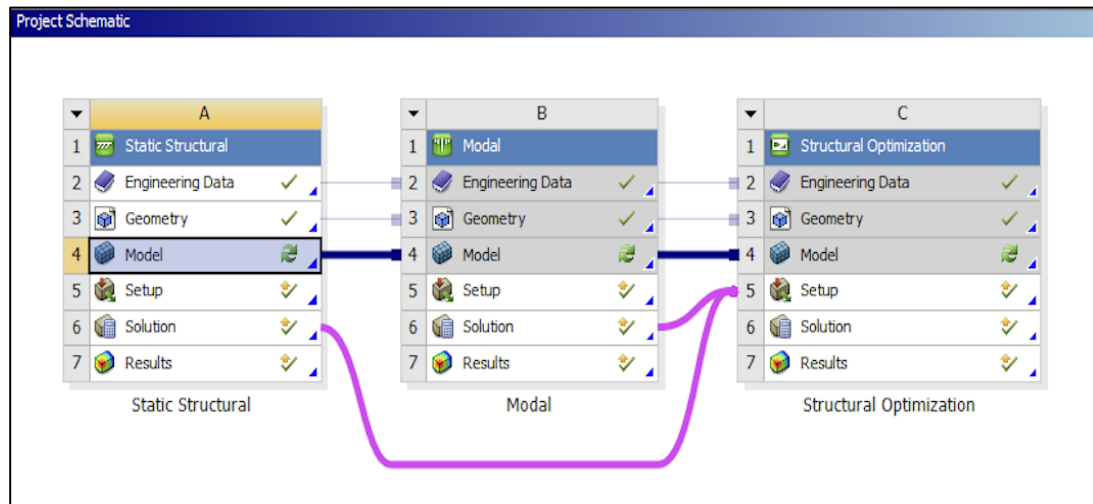 Project Schematic
A
1 Static Structural
2 Engineering Data
3 Geometry
4 Model
5 Setup
6 Solution
7 Results
Static Structural
B
1 Modal
2 Engineering Data
3 Geometry
4 Model
5 Setup
6 Solution
7 Results
Modal
C
1 Structural Optimization
2 Engineering Data
3 Geometry
4 Model
5 Setup
6 Solution
7 Results
Structural Optimization